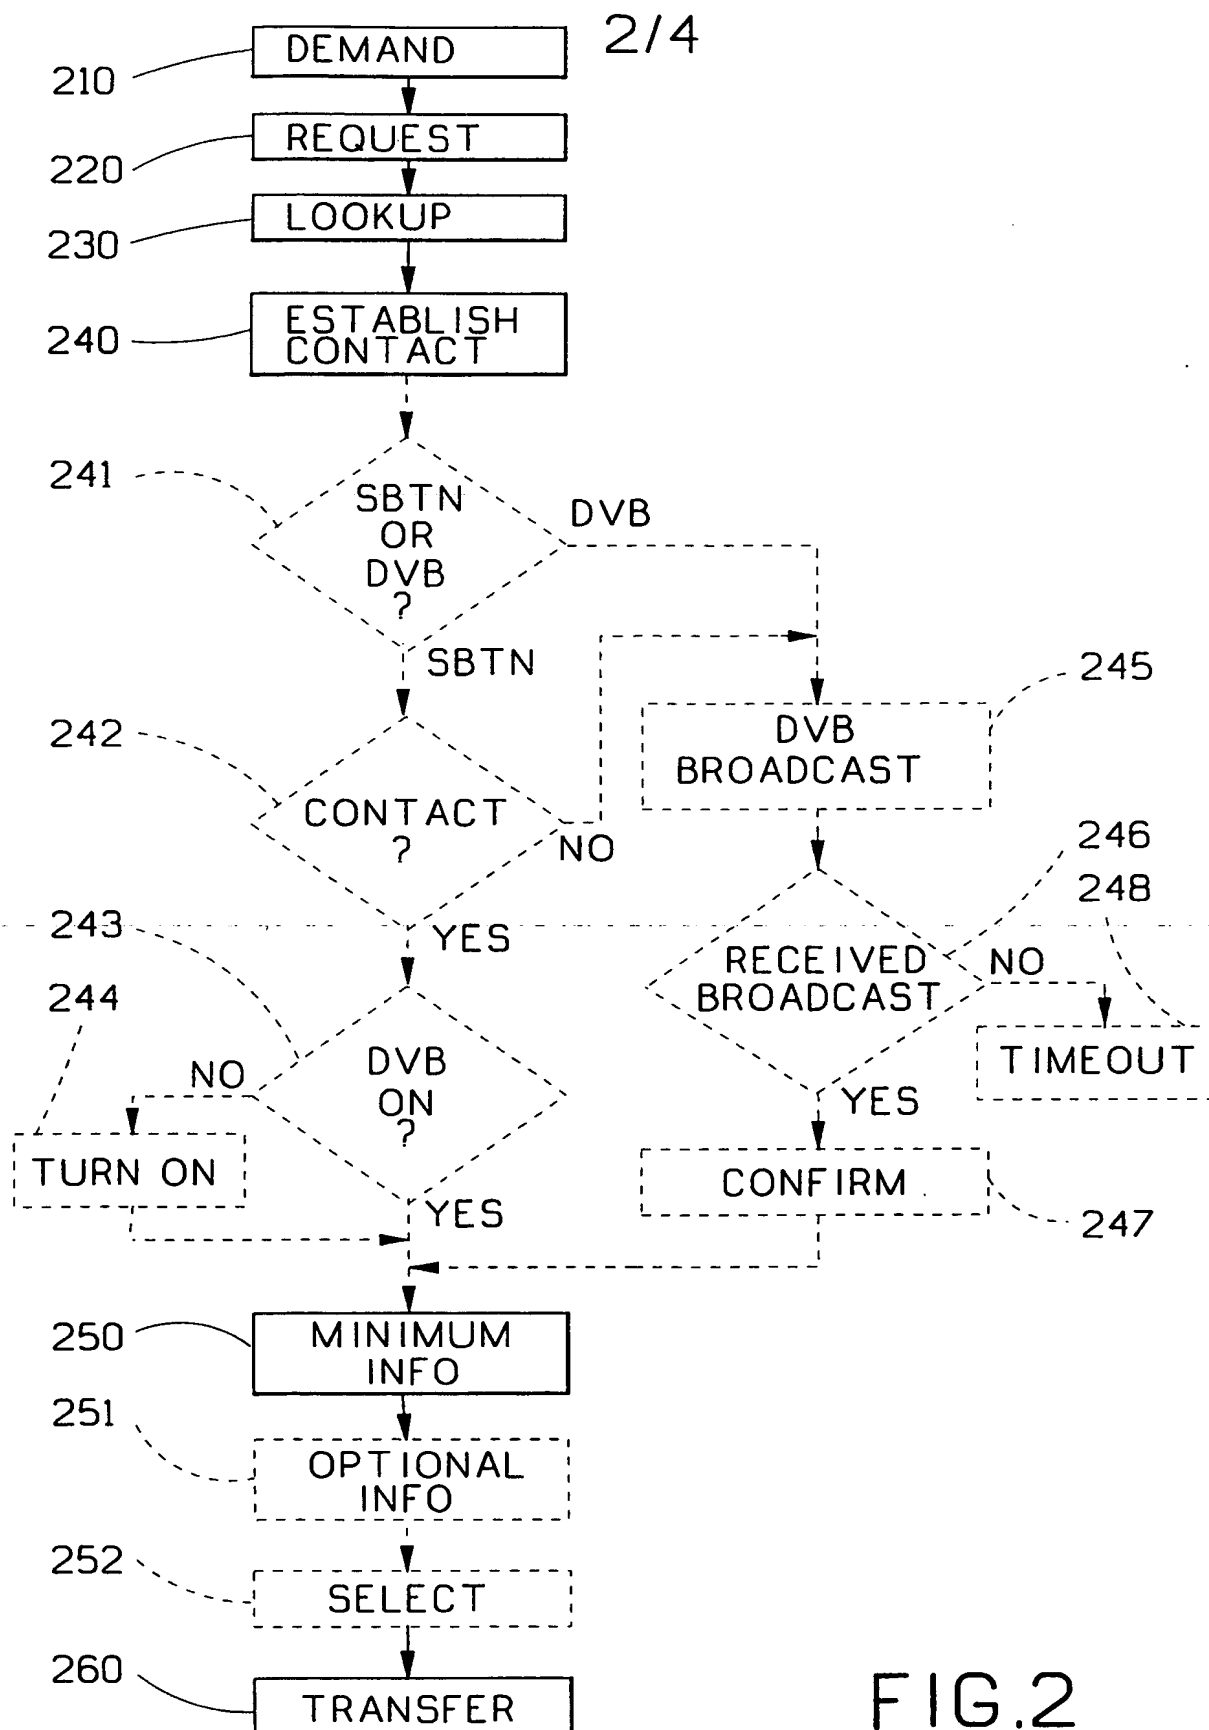 2/4
DEMAND
210
REQUEST
220
LOOKUP
230
ESTABLISH
CONTACT
240
241
SBTN
OR
DVB
?
DVB
SBTN
245
DVB
BROADCAST
242
CONTACT
?
NO
246
248
243
YES
RECEIVED
BROADCAST
NO
244
DVB
ON
?
NO
TIMEOUT
YES
TURN ON
CONFIRM
YES
247
250
MINIMUM
INFO
251
OPTIONAL
INFO
252
SELECT
260
TRANSFER
FIG.2